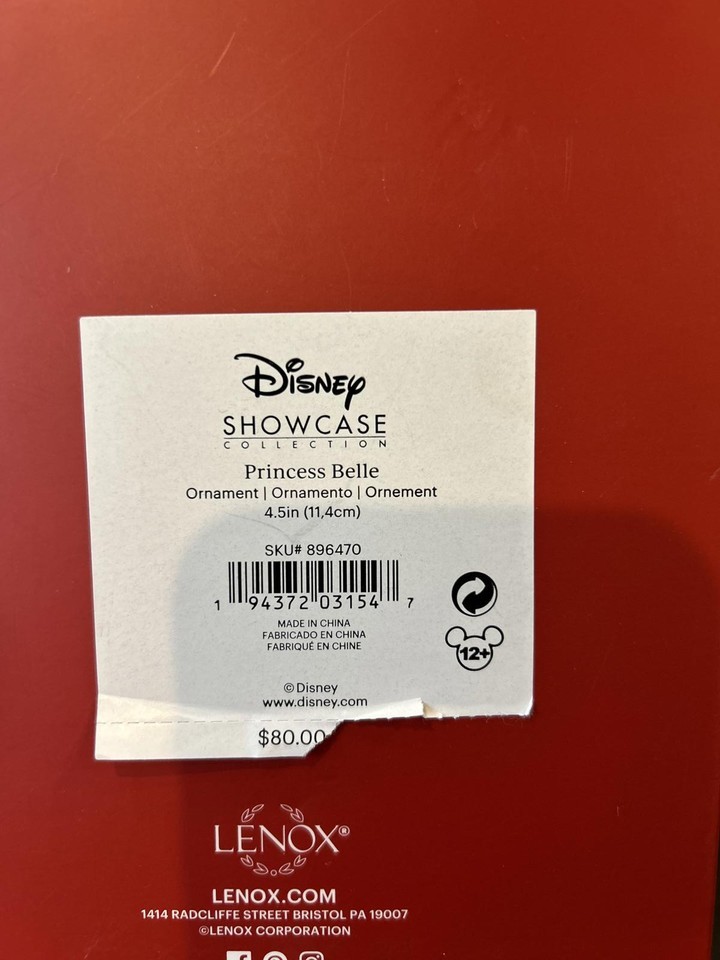 Disney
SHOWCASE
COLLECTION
Princess Belle
Ornament | Ornamento | Ornement
4.5in (11,4cm)
SKU# 896470
1 94372 03154 7
MADE IN CHINA
FABRICADO EN CHINA
FABRIQUÉ EN CHINE
12+
©Disney
www.disney.com
$80.00
LENOX®
LENOX.COM
1414 RADCLIFFE STREET BRISTOL PA 19007
©LENOX CORPORATION